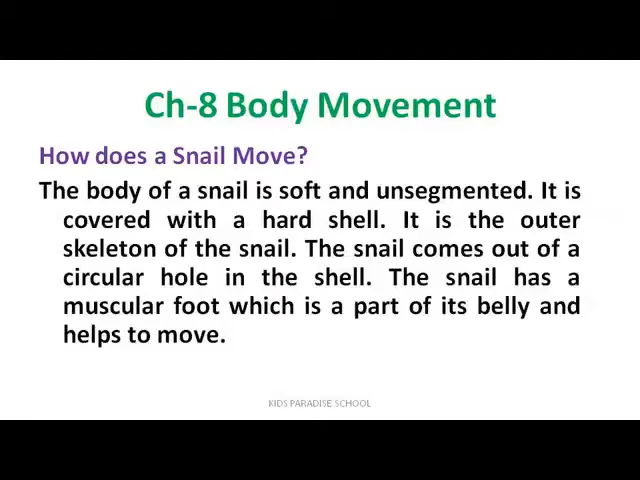 Ch-8 Body Movement
How does a Snail Move?
The body of a snail is soft and unsegmented. It is
covered with a hard shell. It is the outer
skeleton of the snail. The snail comes out of a
circular hole in the shell. The snail has a
muscular foot which is a part of its belly and
helps to move.
KIDS PARADISE SCHOOL